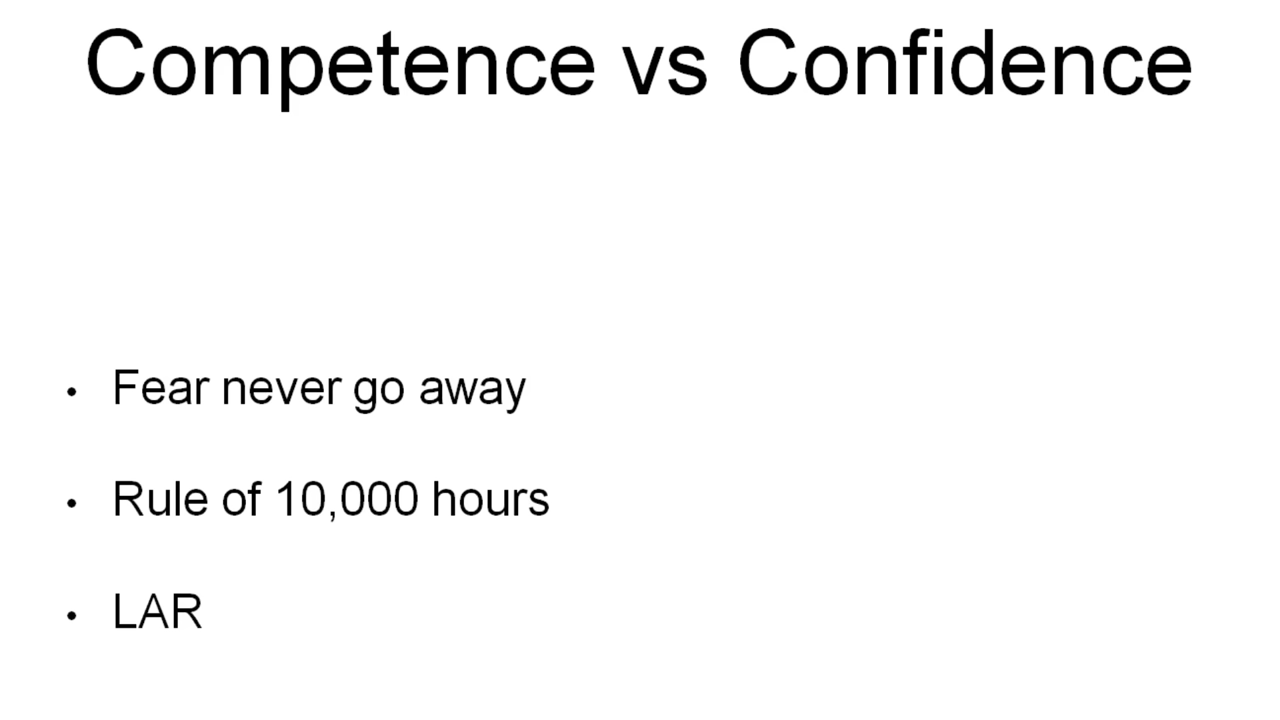 Competence vs Confidence
• Fear never go away
• Rule of 10,000 hours
• LAR